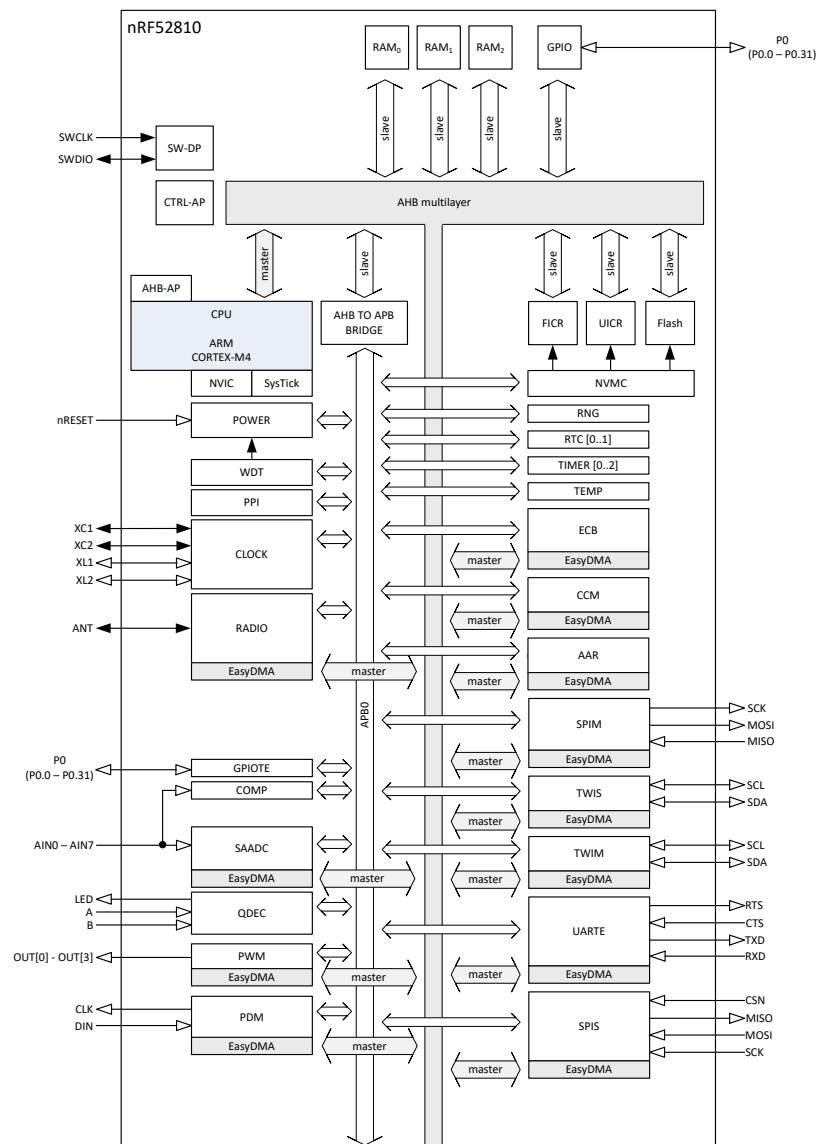 nRF52810
RAM0 RAM1 RAM2 GPIO
P0
(P0.0 – P0.31)
slave slave slave slave
SWCLK
SWDIO
SW-DP
CTRL-AP
AHB multilayer
master slave slave slave slave
AHB-AP
CPU
ARM
CORTEX-M4
NVIC SysTick
AHB TO APB
BRIDGE
FICR UICR Flash
NVMC
nRESET
POWER
RNG
RTC [0..1]
WDT
TIMER [0..2]
PPI
TEMP
XC1
XC2
XL1
XL2
CLOCK
ECB
master EasyDMA
CCM
master EasyDMA
ANT
RADIO
EasyDMA master
AAR
master EasyDMA
APB0
SPIM
SCK
MOSI
MISO
master EasyDMA
P0
(P0.0 – P0.31)
GPIOTE
COMP
TWIS
SCL
SDA
master EasyDMA
AIN0 – AIN7
SAADC
EasyDMA master
TWIM
SCL
SDA
master EasyDMA
LED
A
B
QDEC
UARTE
RTS
CTS
TXD
RXD
master EasyDMA
OUT[0] - OUT[3]
PWM
EasyDMA master
CLK
DIN
PDM
EasyDMA master
SPIS
CSN
MISO
MOSI
SCK
master EasyDMA